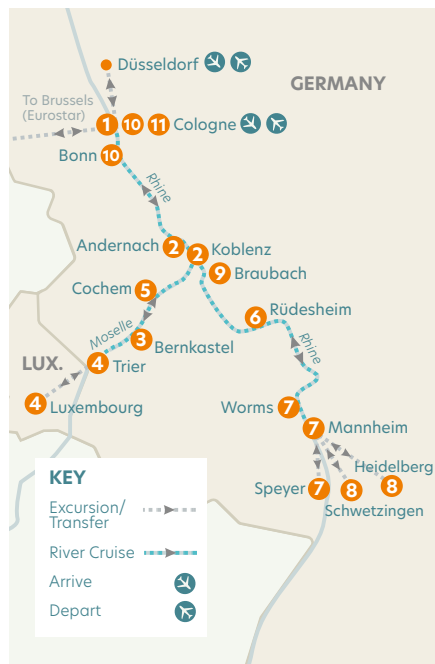 Düsseldorf
GERMANY
To Brussels
(Eurostar)
1 10 11 Cologne
Bonn 10
Rhine
Andernach 2
2 Koblenz
9 Braubach
Cochem 5
6 Rüdesheim
Moselle
3 Bernkastel
Rhine
LUX.
4 Trier
4 Luxembourg
Worms 7
7 Mannheim
Heidelberg
8
Speyer 7
8
Schwetzingen
KEY
Excursion/
Transfer
River Cruise
Arrive
Depart